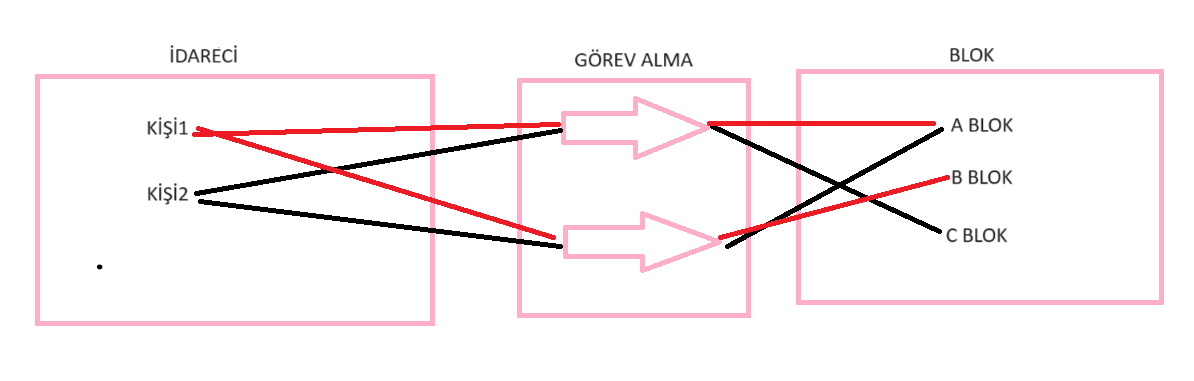 İDARECİ
GÖREV ALMA
BLOK
KİŞİ1
KİŞİ2
A BLOK
B BLOK
C BLOK